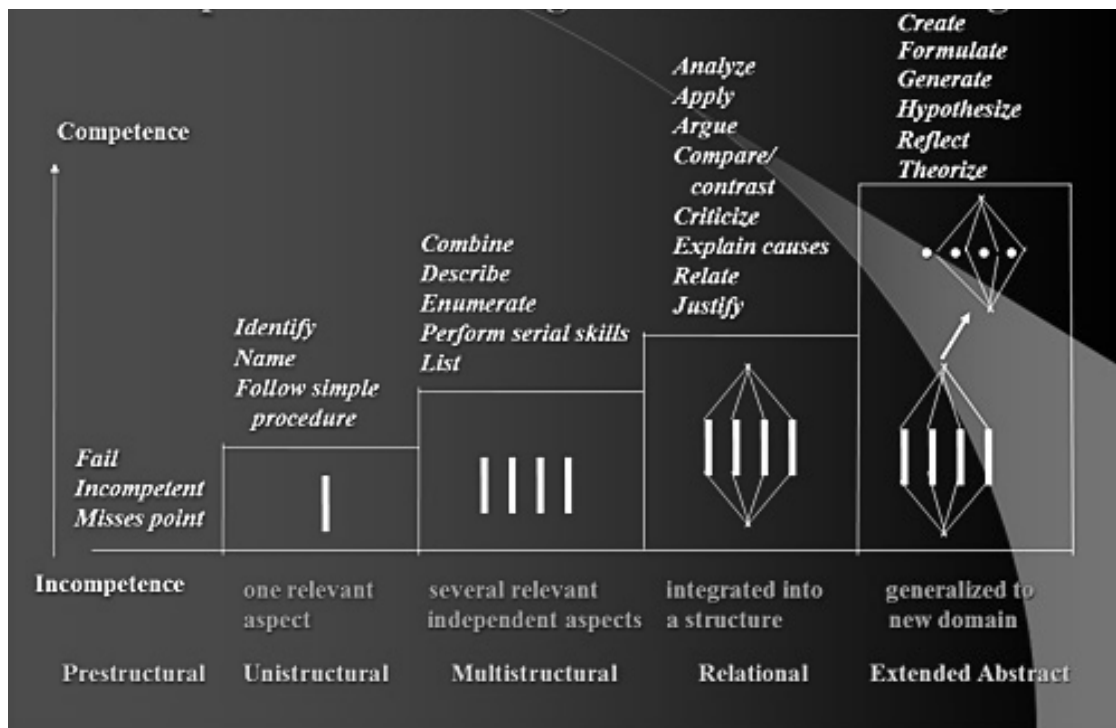 Competence
Fail
Incompetent
Misses point
Identify
Name
Follow simple
procedure
Combine
Describe
Enumerate
Perform serial skills
List
Analyze
Apply
Argue
Compare/
contrast
Criticize
Explain causes
Relate
Justify
Create
Formulate
Generate
Hypothesize
Reflect
Theorize
Incompetence
one relevant
aspect
several relevant
independent aspects
integrated into
a structure
generalized to
new domain
Prestructural
Unistructural
Multistructural
Relational
Extended Abstract